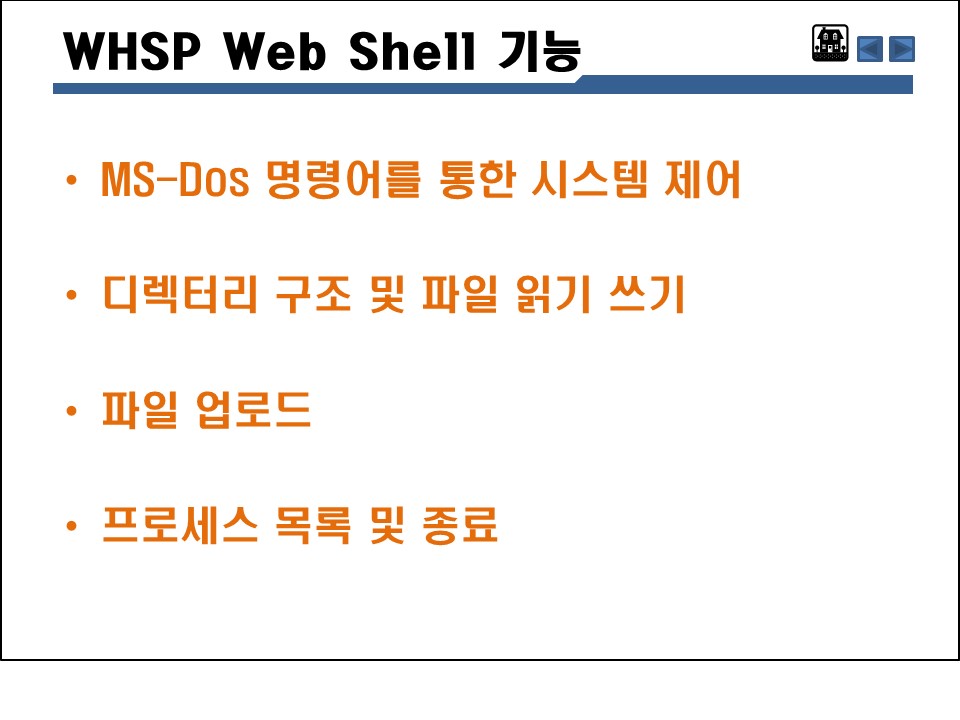 WHSP Web Shell 기능
• MS-Dos 명령어를 통한 시스템 제어
• 디렉터리 구조 및 파일 읽기 쓰기
• 파일 업로드
• 프로세스 목록 및 종료